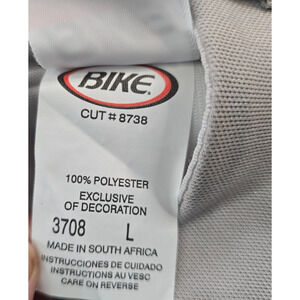 BIKE
CUT # 8738
100% POLYESTER
EXCLUSIVE
OF DECORATION
3708 L
MADE IN SOUTH AFRICA
INSTRUCCIONES DE CUIDADO
INSTRUCTIONS AU VESC
CARE ON REVERSE